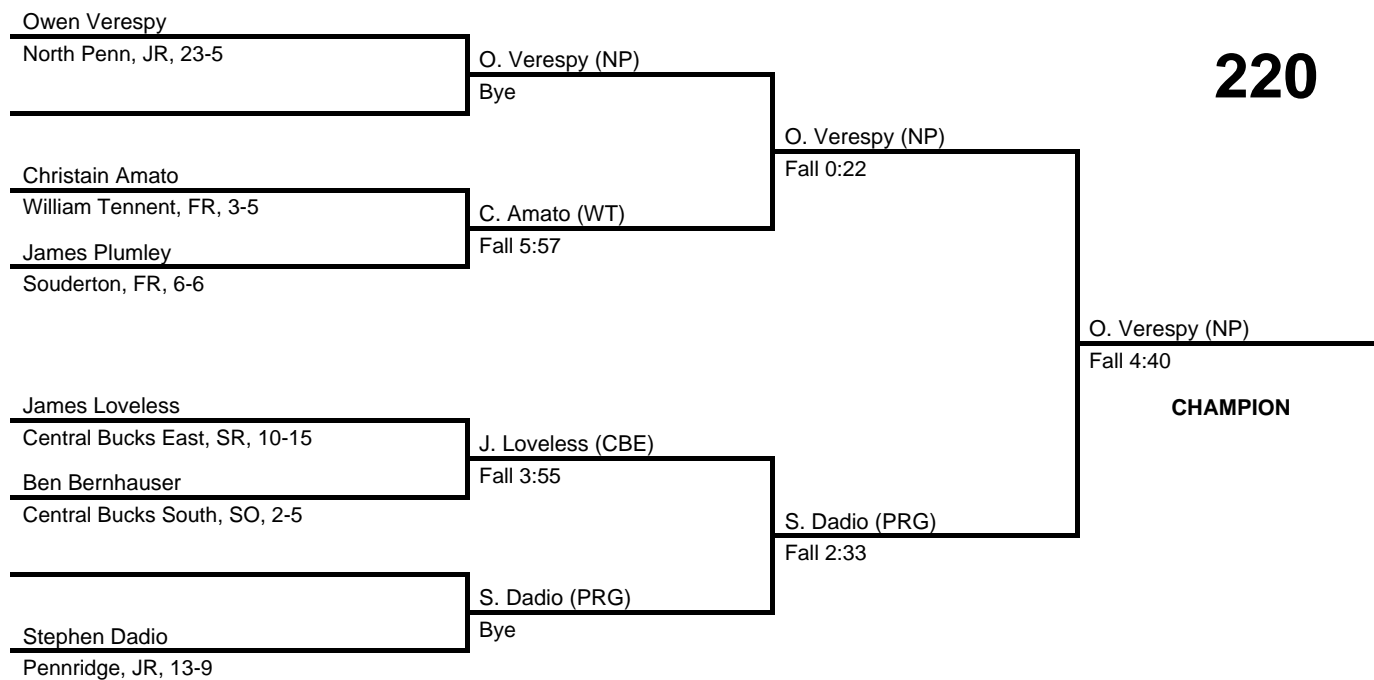 Owen Verespy
North Penn, JR, 23-5
O. Verespy (NP)
Bye
220
O. Verespy (NP)
Fall 0:22
Christain Amato
William Tennent, FR, 3-5
C. Amato (WT)
Fall 5:57
James Plumley
Souderton, FR, 6-6
O. Verespy (NP)
Fall 4:40
CHAMPION
James Loveless
Central Bucks East, SR, 10-15
J. Loveless (CBE)
Fall 3:55
Ben Bernhauser
Central Bucks South, SO, 2-5
S. Dadio (PRG)
Fall 2:33
S. Dadio (PRG)
Bye
Stephen Dadio
Pennridge, JR, 13-9